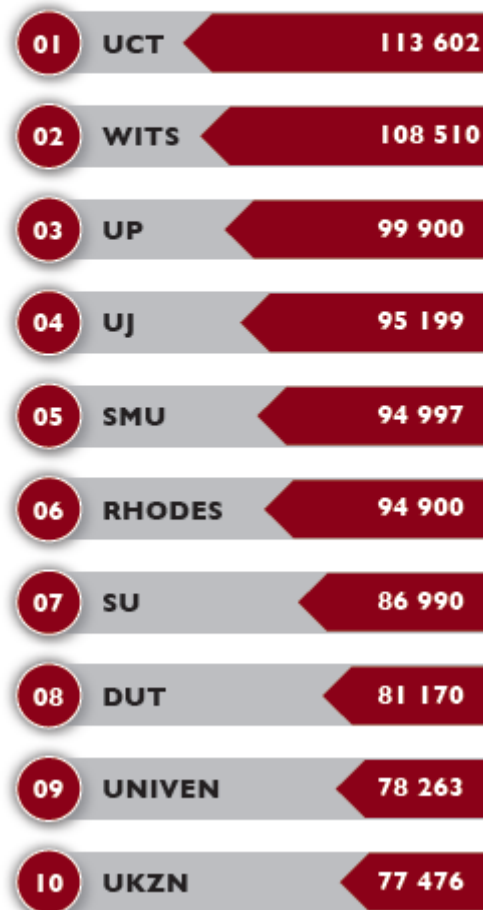 01 UCT 113 602
02 WITS 108 510
03 UP 99 900
04 UJ 95 199
05 SMU 94 997
06 RHODES 94 900
07 SU 86 990
08 DUT 81 170
09 UNIVEN 78 263
10 UKZN 77 476